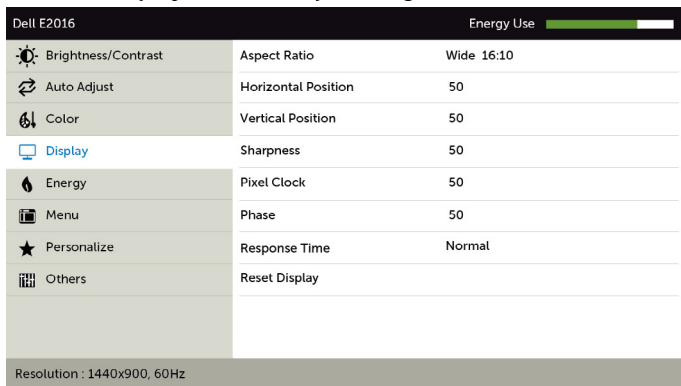 Dell E2016 Energy Use
Brightness/Contrast Aspect Ratio Wide 16:10
Auto Adjust Horizontal Position 50
Color Vertical Position 50
Display Sharpness 50
Energy Pixel Clock 50
Menu Phase 50
Personalize Response Time Normal
Others Reset Display
Resolution : 1440x900, 60Hz